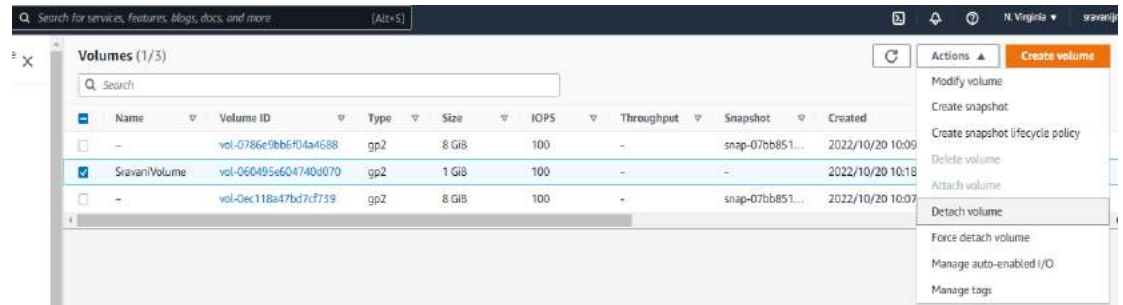 Search for services, features, blogs, docs, and more [Alt+S] N. Virginia ▼
Volumes (1/3) Actions ▲ Create volume
Search
Name Volume ID Type Size IOPS Throughput Snapshot Created
– vol-0786e9bb6f04a4688 gp2 8 GiB 100 – snap-07bb851... 2022/10/20 10:09
SravaniVolume vol-060495e604740d070 gp2 1 GiB 100 – – 2022/10/20 10:18
– vol-0ec118a47bd7cf759 gp2 8 GiB 100 – snap-07bb851... 2022/10/20 10:07
Modify volume
Create snapshot
Create snapshot lifecycle policy
Delete volume
Attach volume
Detach volume
Force detach volume
Manage auto-enabled I/O
Manage tags